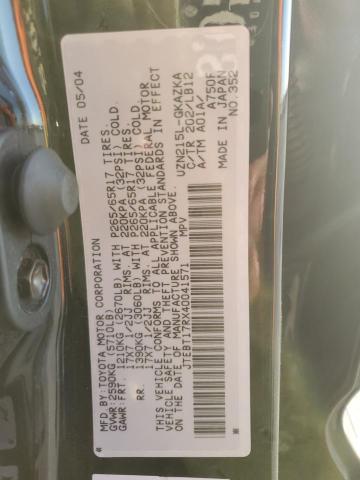 MFD.BY:TOYOTA MOTOR CORPORATION DATE 05/04
GVWR:2590KG(5710LB)
GAWR:FRT. 1210KG(2670LB)WITH P265/65R17 TIRES,
17X7 1/2JJ RIMS, AT 220KPA (32PSI) COLD.
RR. 1390KG(3060LB)WITH P265/65R17 TIRES,
17X7 1/2JJ RIMS, AT 220KPA (32PSI) COLD.
THIS VEHICLE CONFORMS TO ALL APPLICABLE FEDERAL MOTOR
VEHICLE SAFETY AND THEFT PREVENTION STANDARDS IN EFFECT
ON THE DATE OF MANUFACTURE SHOWN ABOVE.
JTEBT17RX40041571 MPV
UZN215L-GKAZKA
C/TR 202/LB12
A/TM A01A/ A750F
MADE IN JAPAN
NO.352